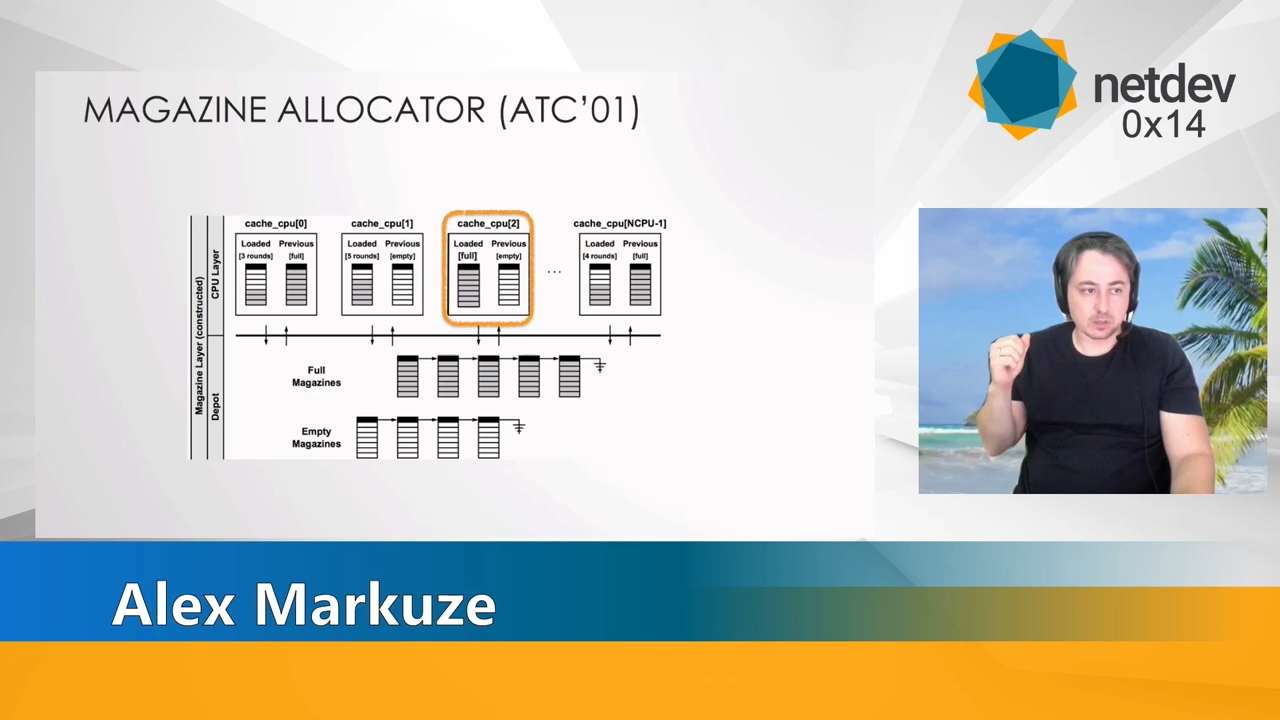 MAGAZINE ALLOCATOR (ATC'01)
netdev
0x14
cache_cpu[0]
cache_cpu[1]
cache_cpu[2]
cache_cpu[NCPU-1]
Loaded Previous
[3 rounds] [full]
Loaded Previous
[5 rounds] [empty]
Loaded Previous
[full] [empty]
...
Loaded Previous
[4 rounds] [full]
Magazine Layer (constructed)
CPU Layer
Depot
Full
Magazines
Empty
Magazines
Alex Markuze